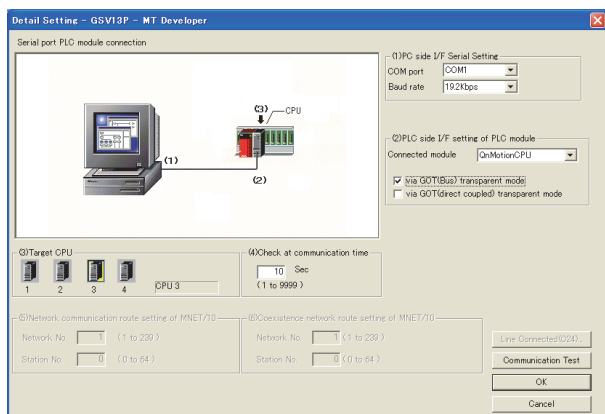 Detail Setting - GSV13P - MT Developer
Serial port PLC module connection
(3) CPU
(1)
(2)
(1)PC side I/F Serial Setting
COM port COM1
Baud rate 19.2Kbps
(2)PLC side I/F setting of PLC module
Connected module QnMotionCPU
via GOT(Bus) transparent mode
via GOT(direct coupled) transparent mode
(3)Target CPU
1 2 3 4 CPU 3
(4)Check at communication time
10 Sec
(1 to 9999 )
(5)Network communication route setting of MNET/10
Network No. 1 (1 to 239 )
Station No. 0 (0 to 64 )
(6)Coexistence network route setting of MNET/10
Network No. 1 (1 to 239 )
Station No. 0 (0 to 64 )
Line Connected(C24)..
Communication Test
OK
Cancel